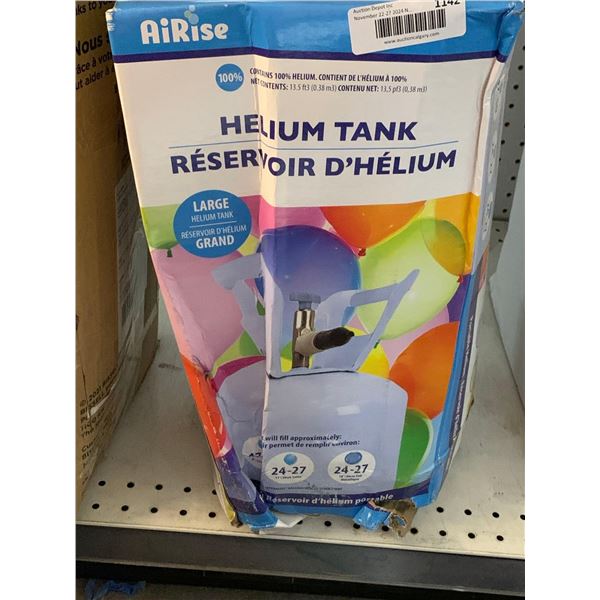 Auction Depot Inc
November 22-27 2024 N...
1142
www.auctioncalgary.com
AiRise
100%
CONTAINS 100% HELIUM. CONTIENT DE L'HÉLIUM À 100%
NET CONTENTS: 13.5 ft3 (0.38 m3) CONTENU NET: 13,5 pi3 (0,38 m3)
HELIUM TANK
RÉSERVOIR D'HÉLIUM
LARGE
HELIUM TANK
RÉSERVOIR D'HÉLIUM
GRAND
will fill approximately:
permet de remplir environ:
24-27
24-27
Réservoir d'hélium portable